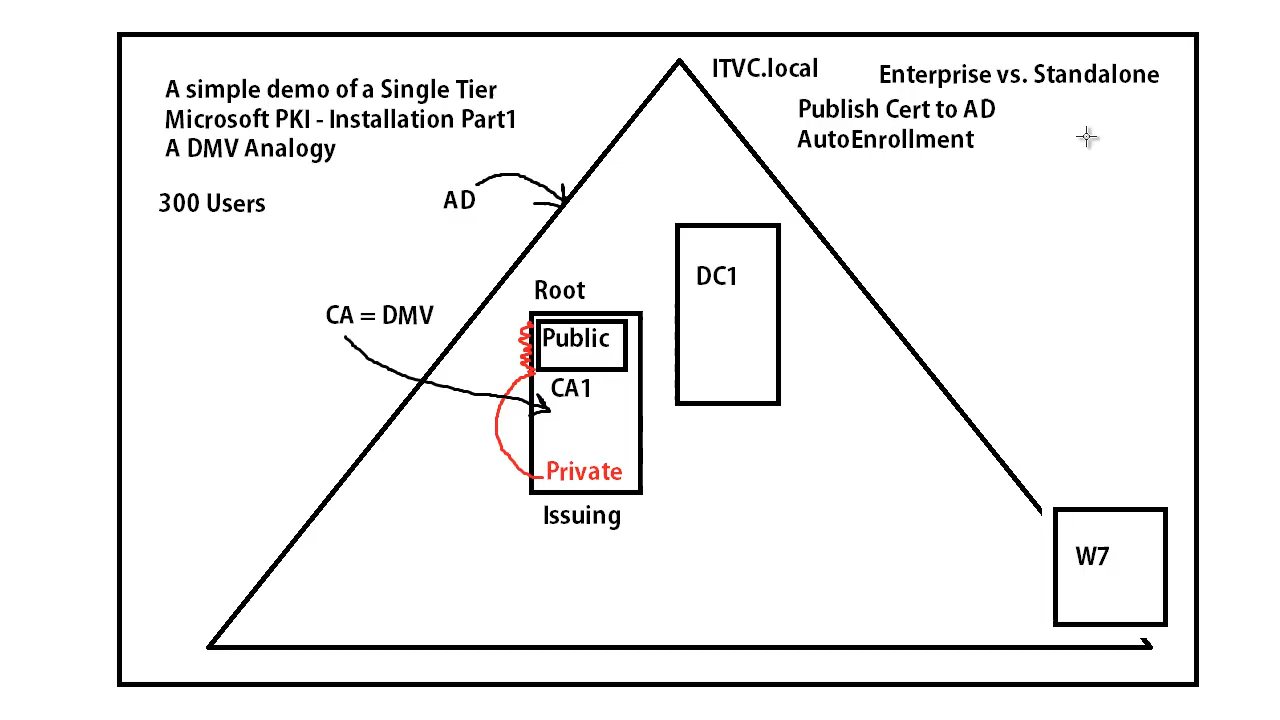 A simple demo of a Single Tier
Microsoft PKI - Installation Part1
A DMV Analogy
300 Users
ITVC.local
Enterprise vs. Standalone
Publish Cert to AD
AutoEnrollment
AD
DC1
Root
CA = DMV
Public
CA1
Private
Issuing
W7